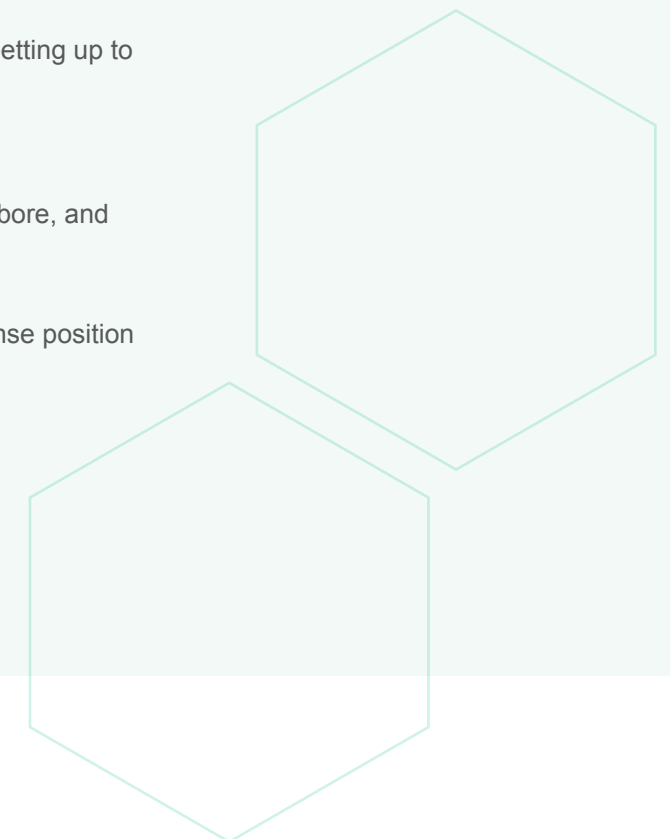 etting up to
bore, and
nse position